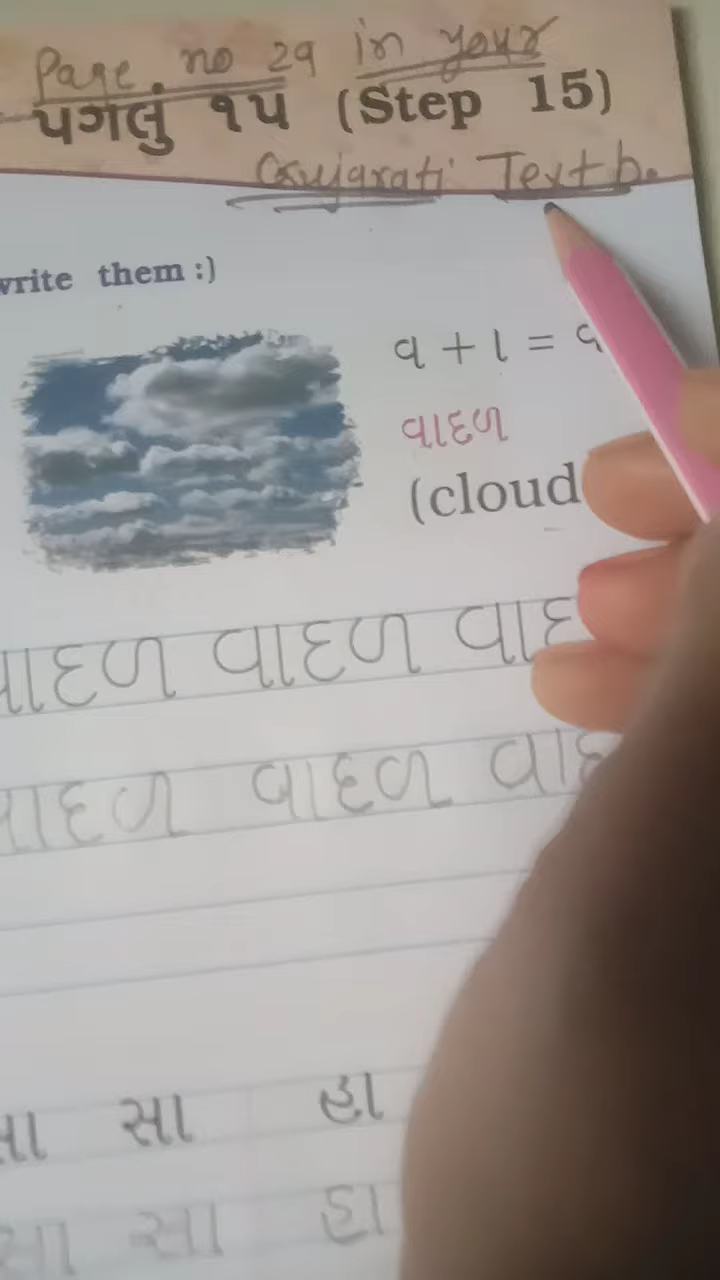 Page no 29 in your
પગલું ૧૫ (Step 15)
Gujarati Textb.
write them :)
વ + ા =
વાદળ
(cloud
વાદળ વાદળ વાદ
વાદળ વાદળ વાદ
સા સા હા
સા સા હા